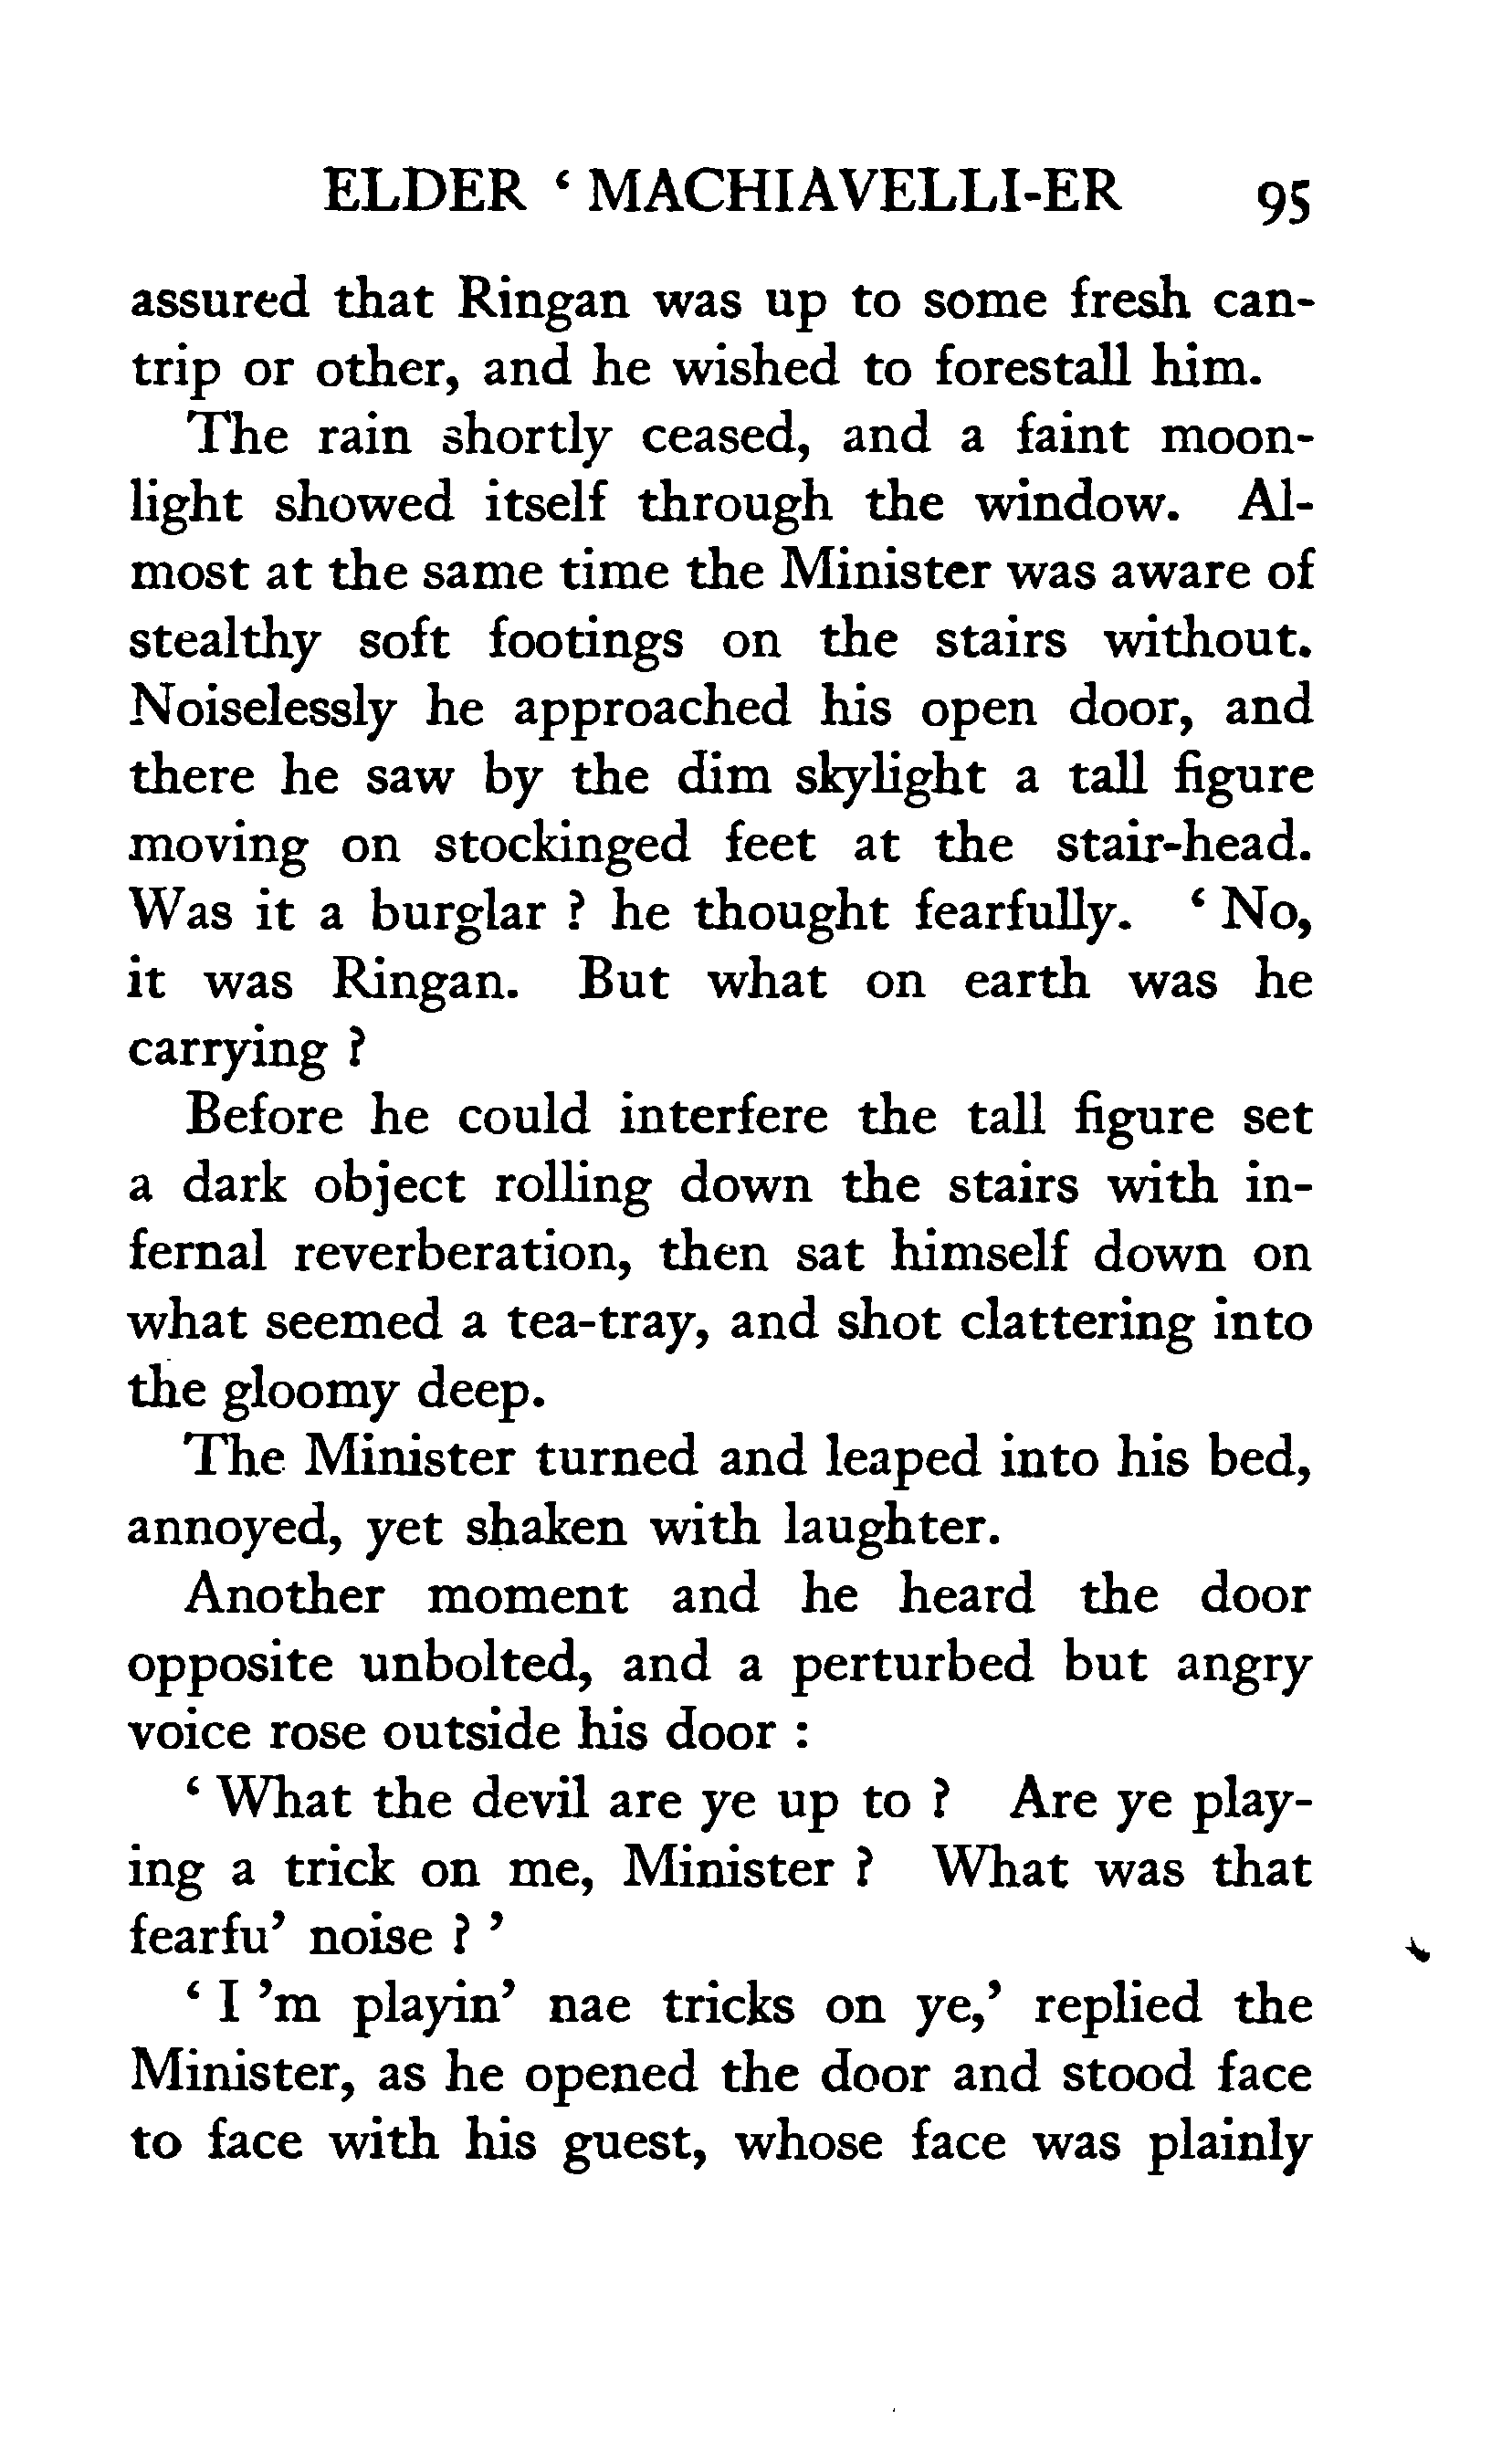 ELDER ‘ MACHIAVELLI-ER 95
assured that Ringan was up to some fresh can-
trip or other, and he wished to forestall him.
The rain shortly ceased, and a faint moon-
light showed itself through the window. Al-
most at the same time the Minister was aware of
stealthy soft footings on the stairs without.
Noiselessly he approached his open door, and
there he saw by the dim skylight a tall figure
moving on stockinged feet at the stair-head.
Was it a burglar ? he thought fearfully. ‘ No,
it was Ringan. But what on earth was he
carrying ?
Before he could interfere the tall figure set
a dark object rolling down the stairs with in-
fernal reverberation, then sat himself down on
what seemed a tea-tray, and shot clattering into
the gloomy deep.
The Minister turned and leaped into his bed,
annoyed, yet shaken with laughter.
Another moment and he heard the door
opposite unbolted, and a perturbed but angry
voice rose outside his door :
‘ What the devil are ye up to ? Are ye play-
ing a trick on me, Minister ? What was that
fearfu’ noise ? ’
‘ I ’m playin’ nae tricks on ye,’ replied the
Minister, as he opened the door and stood face
to face with his guest, whose face was plainly